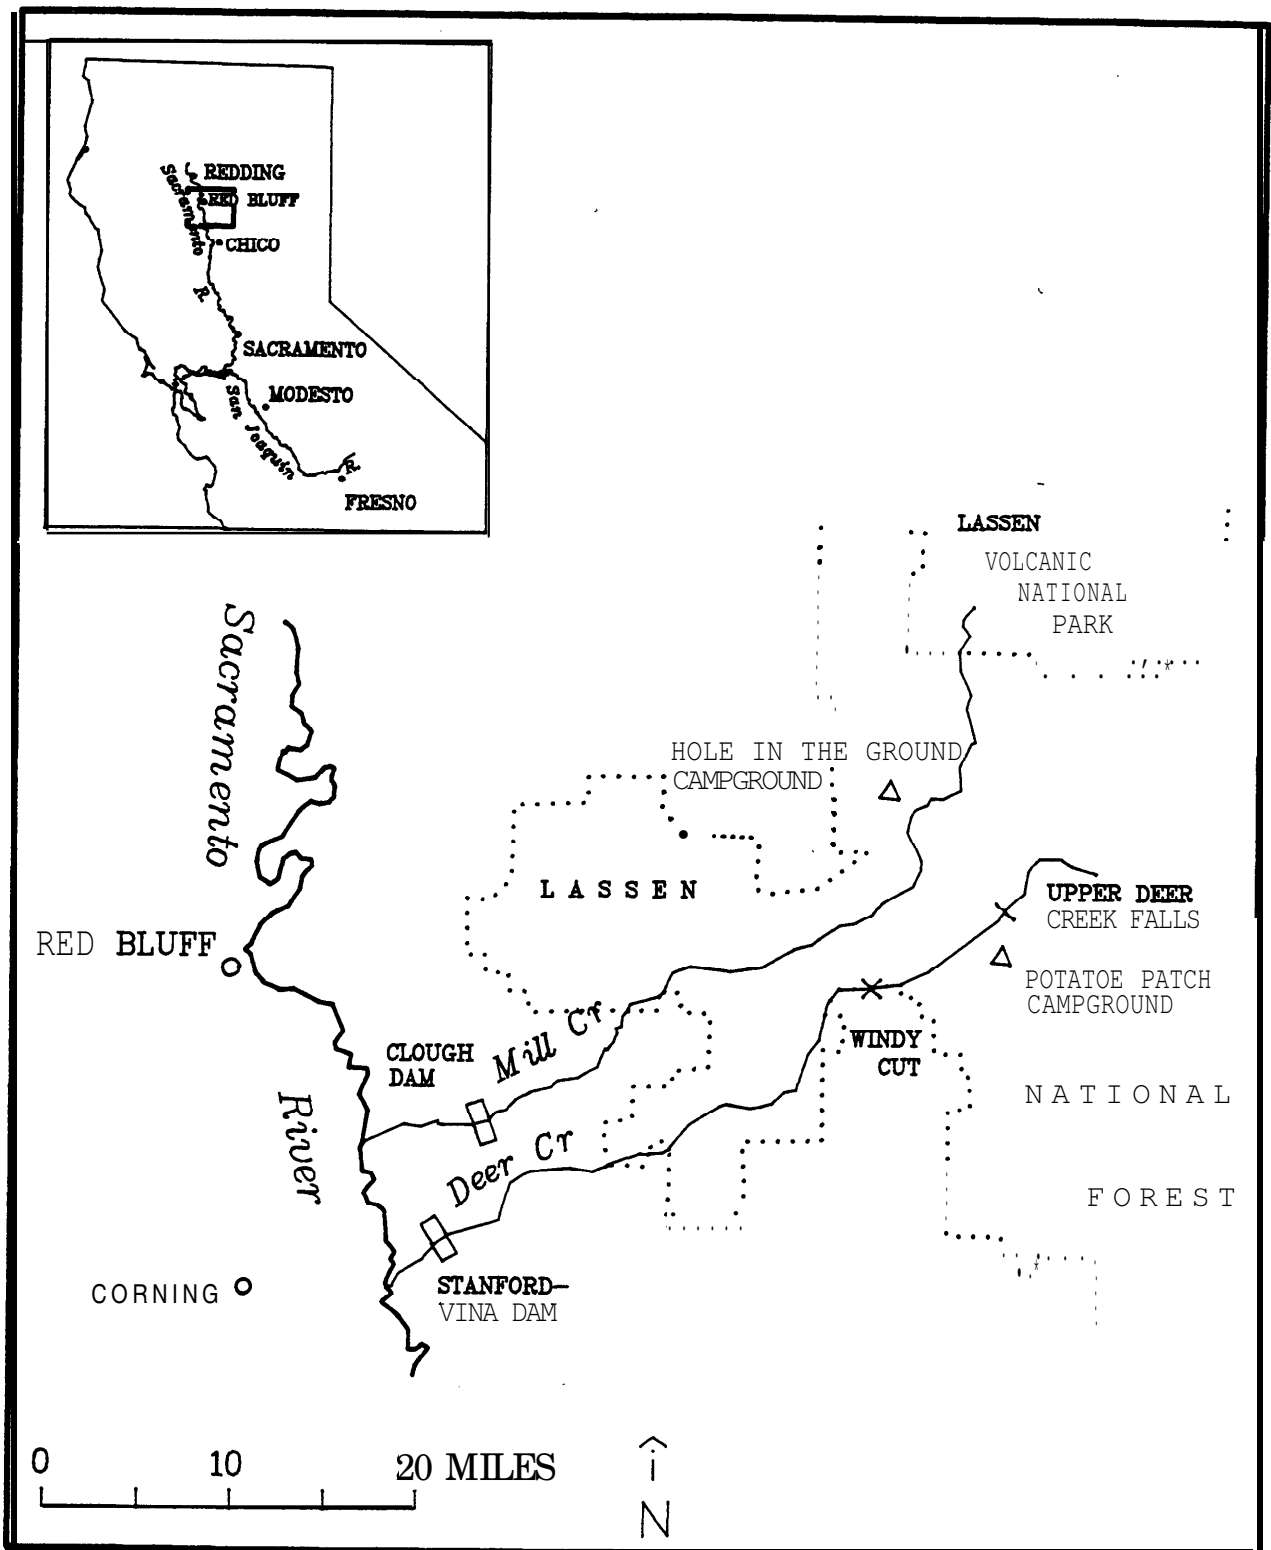 REDDING
Sacramento
RED BLUFF
CHICO
R.
SACRAMENTO
MODESTO
San Joaquin
R.
FRESNO
LASSEN
VOLCANIC
NATIONAL
PARK
Sacramento
HOLE IN THE GROUND
CAMPGROUND
LASSEN
UPPER DEER
CREEK FALLS
RED BLUFF
POTATOE PATCH
CAMPGROUND
WINDY
CUT
Mill Cr
CLOUGH
DAM
NATIONAL
River
Deer Cr
FOREST
STANFORD-
VINA DAM
CORNING
0 10 20 MILES
N